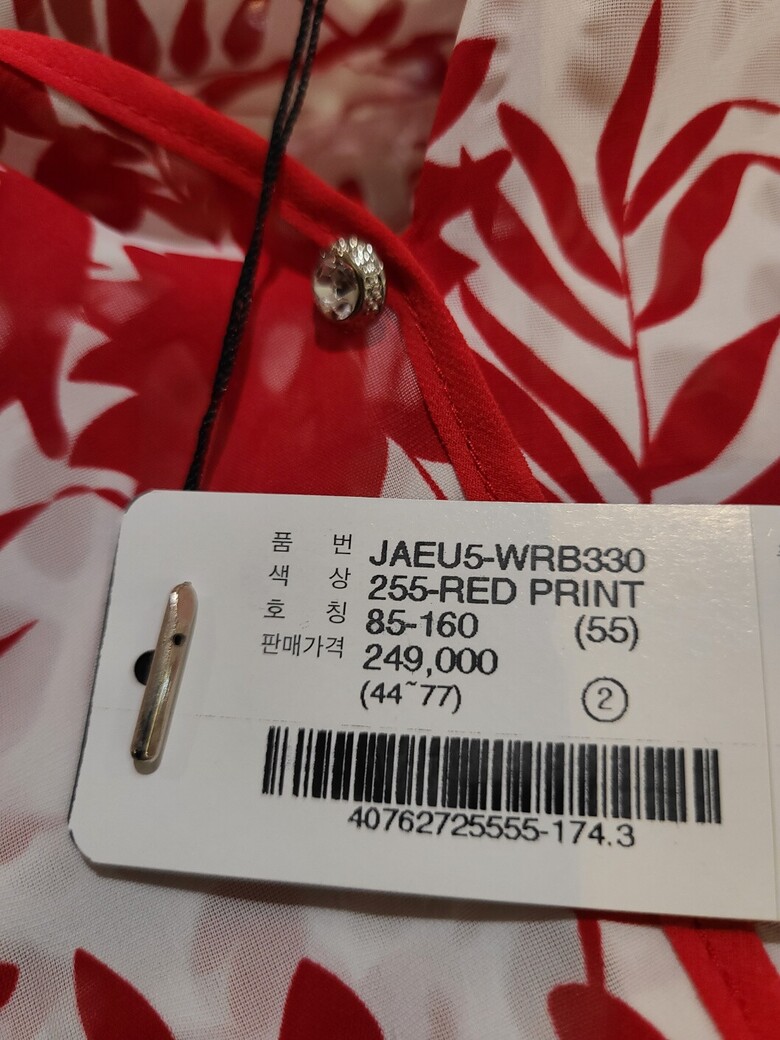 품 번 JAEU5-WRB330
색 상 255-RED PRINT
호 칭 85-160 (55)
판매가격 249,000
(44~77) ②
40762725555-174.3